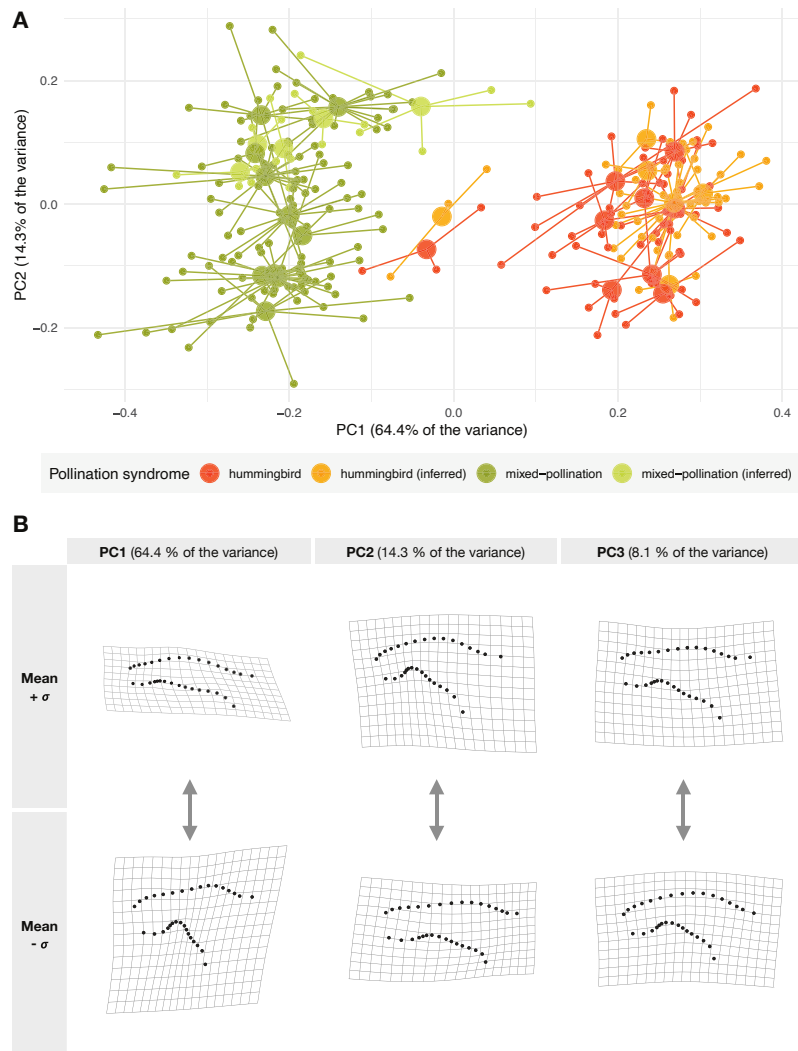 A
PC2 (14.3% of the variance)
0.2
0.0
−0.2
−0.4
−0.2
0.0
0.2
0.4
PC1 (64.4% of the variance)
Pollination syndrome hummingbird hummingbird (inferred) mixed−pollination mixed−pollination (inferred)
B
PC1 (64.4 % of the variance) PC2 (14.3 % of the variance) PC3 (8.1 % of the variance)
Mean
+ σ
Mean
- σ